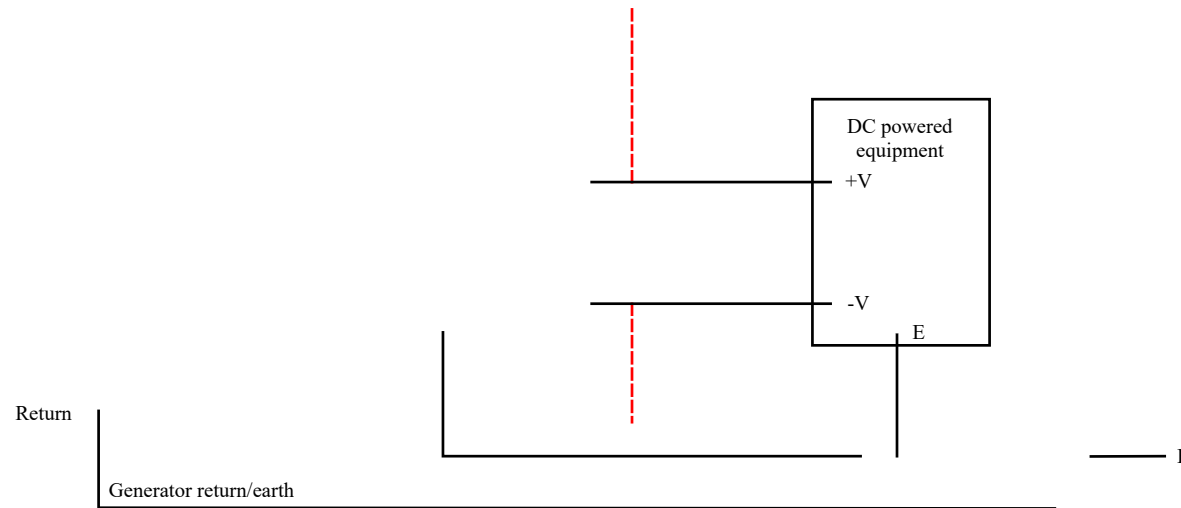 DC powered
equipment
+V
-V
E
Return
Generator return/earth